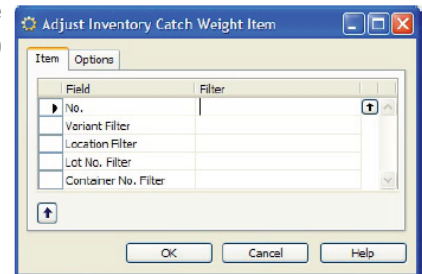 e
)
Adjust Inventory Catch Weight Item
Item Options
Field Filter
No.
Variant Filter
Location Filter
Lot No. Filter
Container No. Filter
OK Cancel Help